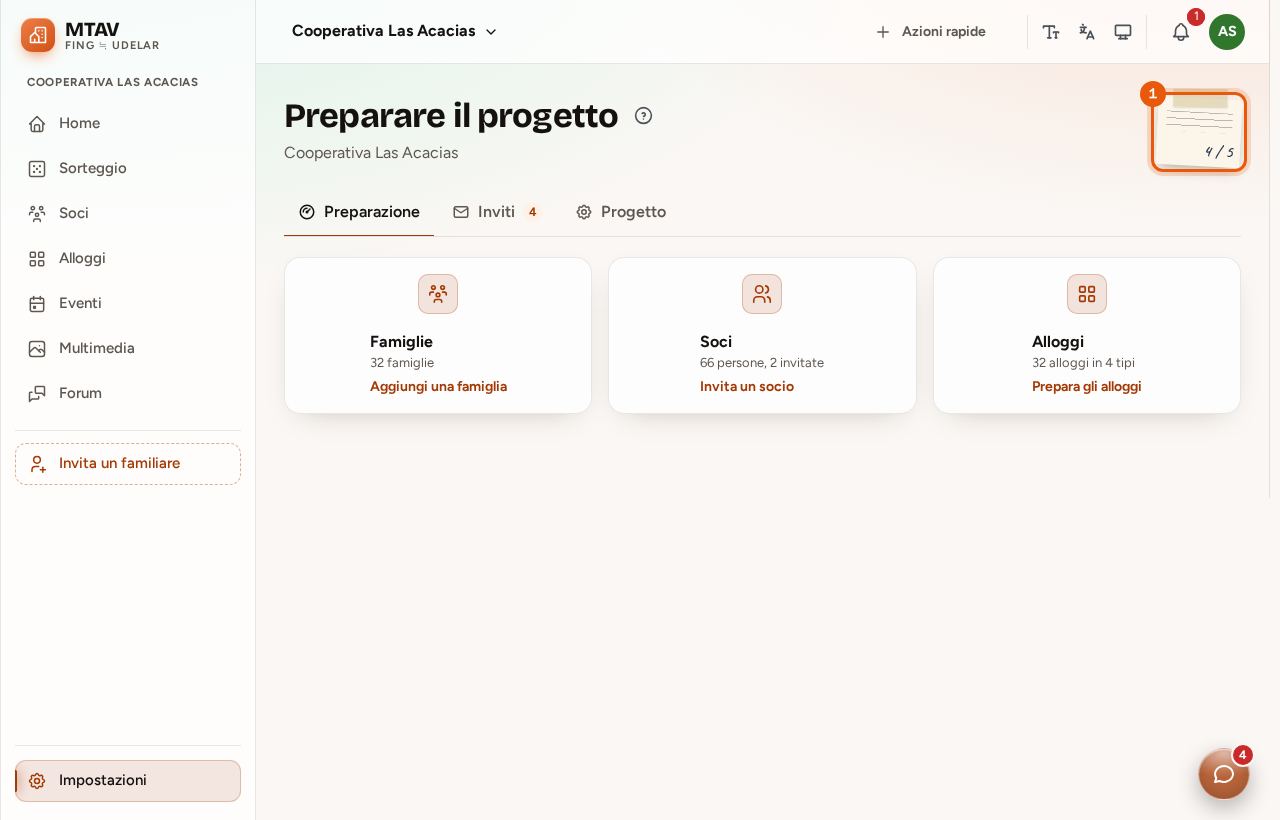 MTAV
FING ≒ UDELAR
COOPERATIVA LAS ACACIAS
Home
Sorteggio
Soci
Alloggi
Eventi
Multimedia
Forum
Invita un familiare
Impostazioni
Cooperativa Las Acacias
Azioni rapide
1
AS
Preparare il progetto
Cooperativa Las Acacias
1
4 / 5
Preparazione
Inviti 4
Progetto
Famiglie
32 famiglie
Aggiungi una famiglia
Soci
66 persone, 2 invitate
Invita un socio
Alloggi
32 alloggi in 4 tipi
Prepara gli alloggi
4